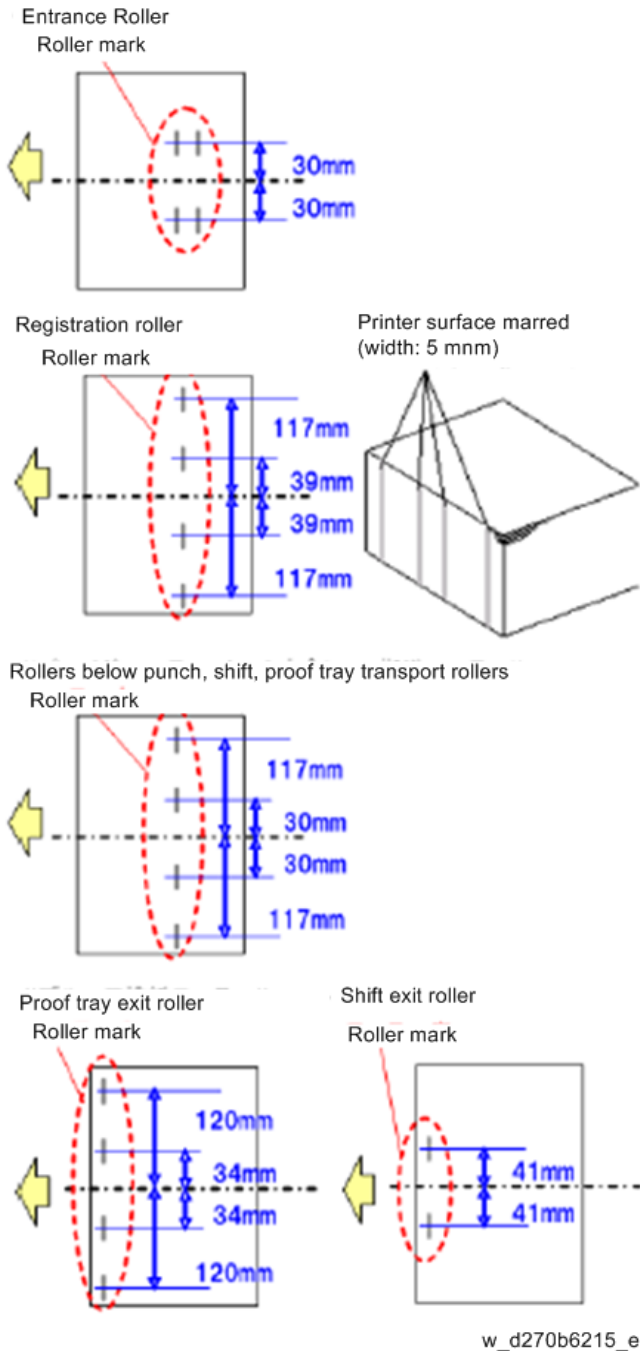 Entrance Roller
Roller mark
30mm
30mm
Registration roller
Roller mark
117mm
39mm
39mm
117mm
Printer surface marred
(width: 5 mnm)
Rollers below punch, shift, proof tray transport rollers
Roller mark
117mm
30mm
30mm
117mm
Proof tray exit roller
Roller mark
120mm
34mm
34mm
120mm
Shift exit roller
Roller mark
41mm
41mm
w_d270b6215_e